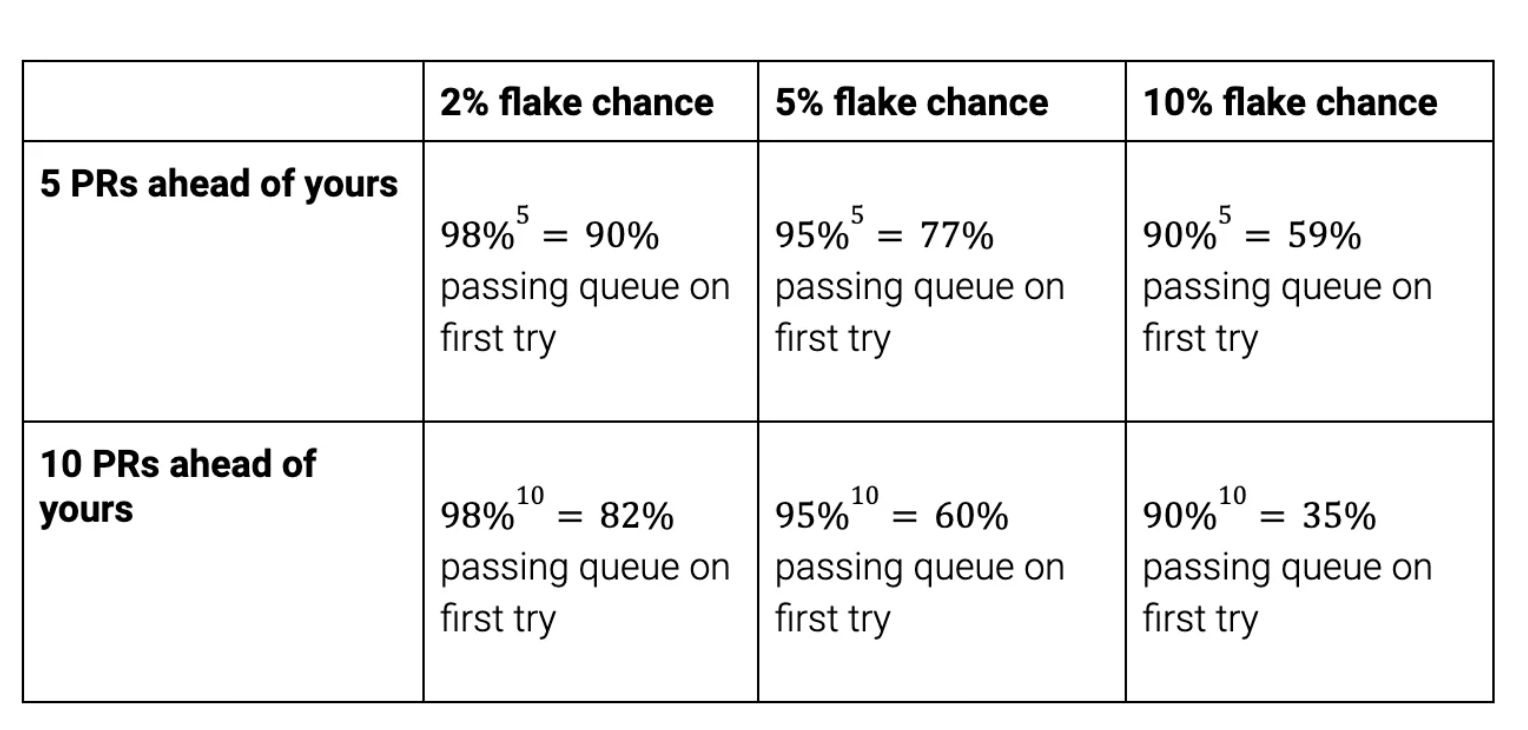 2% flake chance
5% flake chance
10% flake chance
5 PRs ahead of yours
98%⁵ = 90%
passing queue on
first try
95%⁵ = 77%
passing queue on
first try
90%⁵ = 59%
passing queue on
first try
10 PRs ahead of
yours
98%¹⁰ = 82%
passing queue on
first try
95%¹⁰ = 60%
passing queue on
first try
90%¹⁰ = 35%
passing queue on
first try